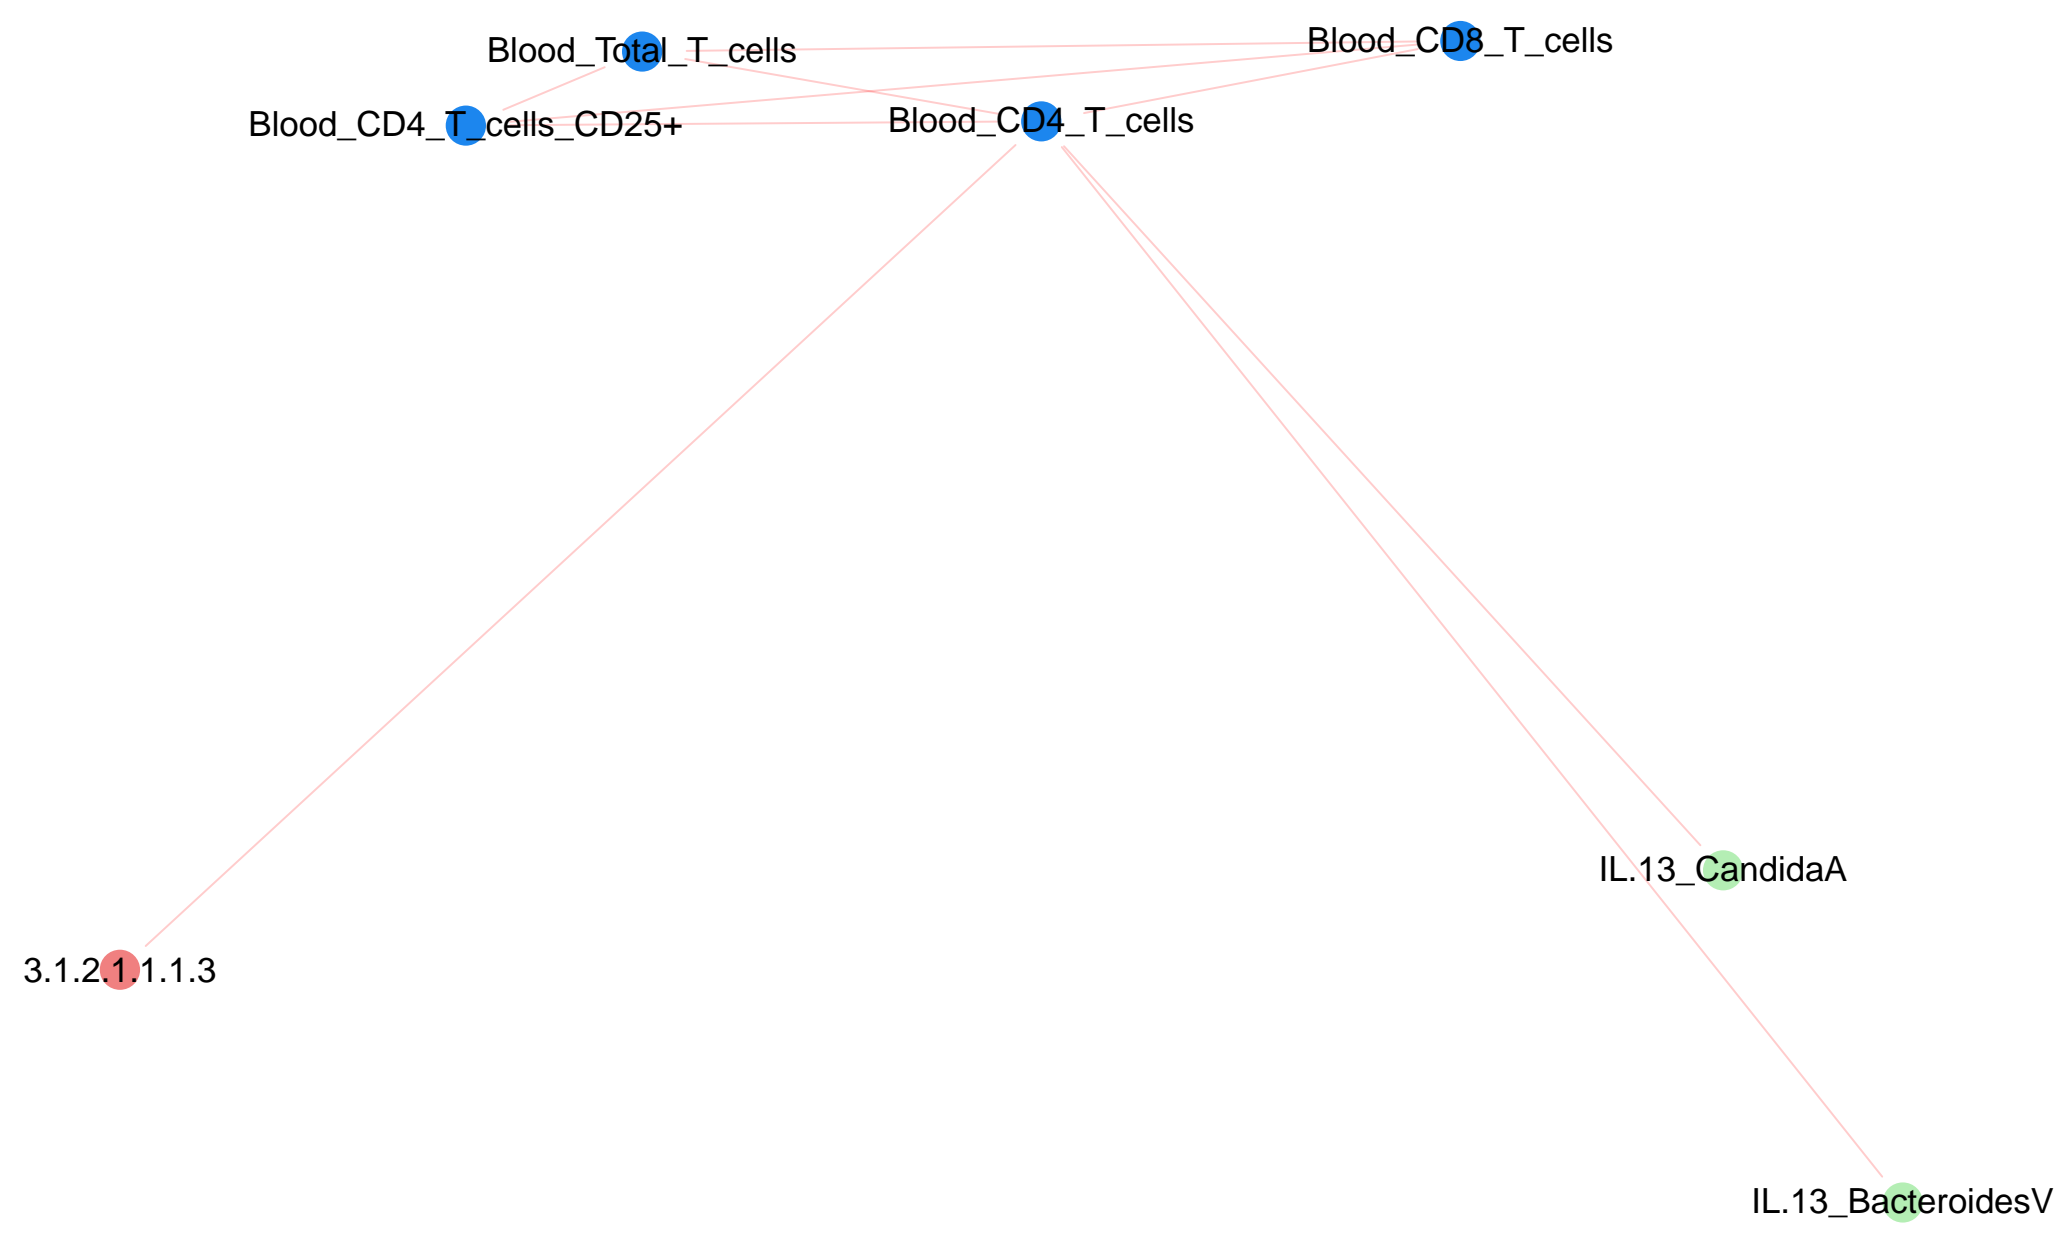 Blood_Total_T_cells
Blood_CD8_T_cells
Blood_CD4_T_cells_CD25+
Blood_CD4_T_cells
IL.13_CandidaA
3.1.2.1.1.1.3
IL.13_BacteroidesV